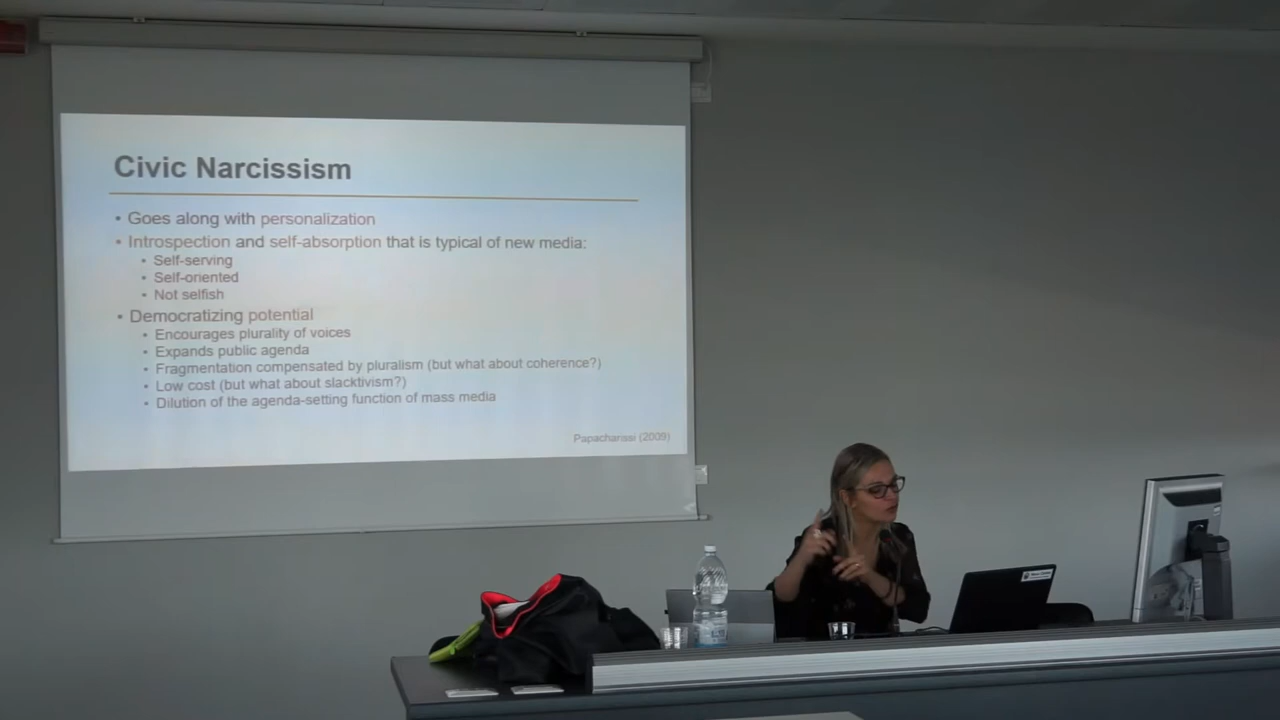 Civic Narcissism
• Goes along with personalization
• Introspection and self-absorption that is typical of new media:
• Self-serving
• Self-oriented
• Not selfish
• Democratizing potential
• Encourages plurality of voices
• Expands public agenda
• Fragmentation compensated by pluralism (but what about coherence?)
• Low cost (but what about slacktivism?)
• Dilution of the agenda-setting function of mass media
Papacharissi (2009)